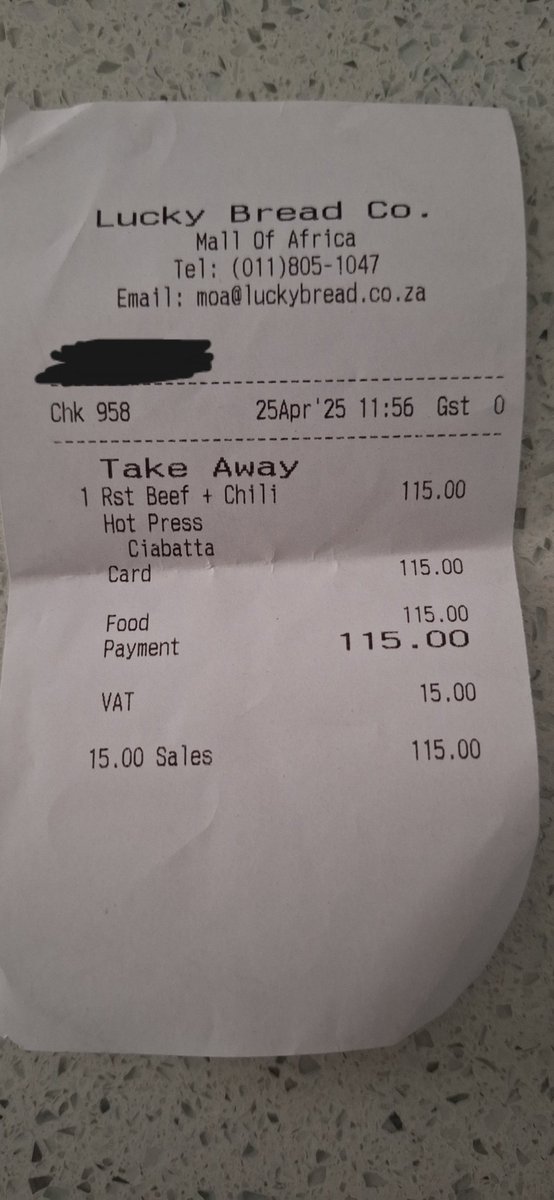 Lucky Bread Co.
Mall Of Africa
Tel: (011)805-1047
Email: moa@luckybread.co.za
Chk 958 25Apr'25 11:56 Gst 0
Take Away
1 Rst Beef + Chili 115.00
Hot Press
Ciabatta
Card 115.00
Food 115.00
Payment 115.00
VAT 15.00
15.00 Sales 115.00